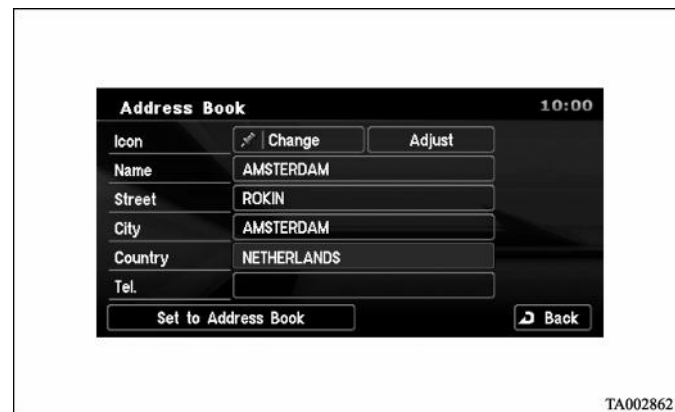 Address Book 10:00
Icon Change Adjust
Name AMSTERDAM
Street ROKIN
City AMSTERDAM
Country NETHERLANDS
Tel.
Set to Address Book Back
TA002862